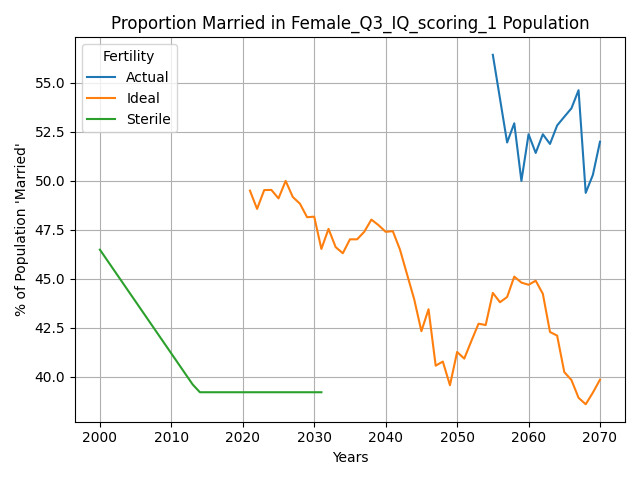 Proportion Married in Female_Q3_IQ_scoring_1 Population
Fertility
Actual
Ideal
Sterile
% of Population 'Married'
55.0
52.5
50.0
47.5
45.0
42.5
40.0
2000 2010 2020 2030 2040 2050 2060 2070
Years